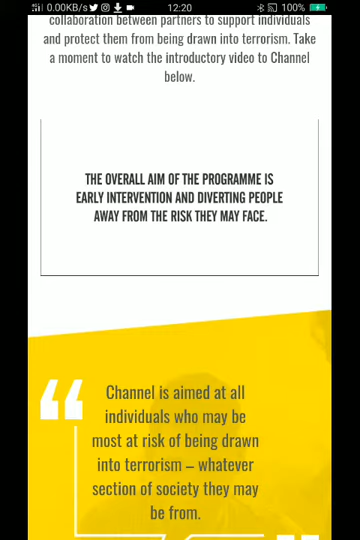 0.00KB/s 12:20 100%
collaboration between partners to support individuals
and protect them from being drawn into terrorism. Take
a moment to watch the introductory video to Channel
below.
THE OVERALL AIM OF THE PROGRAMME IS
EARLY INTERVENTION AND DIVERTING PEOPLE
AWAY FROM THE RISK THEY MAY FACE.
Channel is aimed at all
individuals who may be
most at risk of being drawn
into terrorism – whatever
section of society they may
be from.